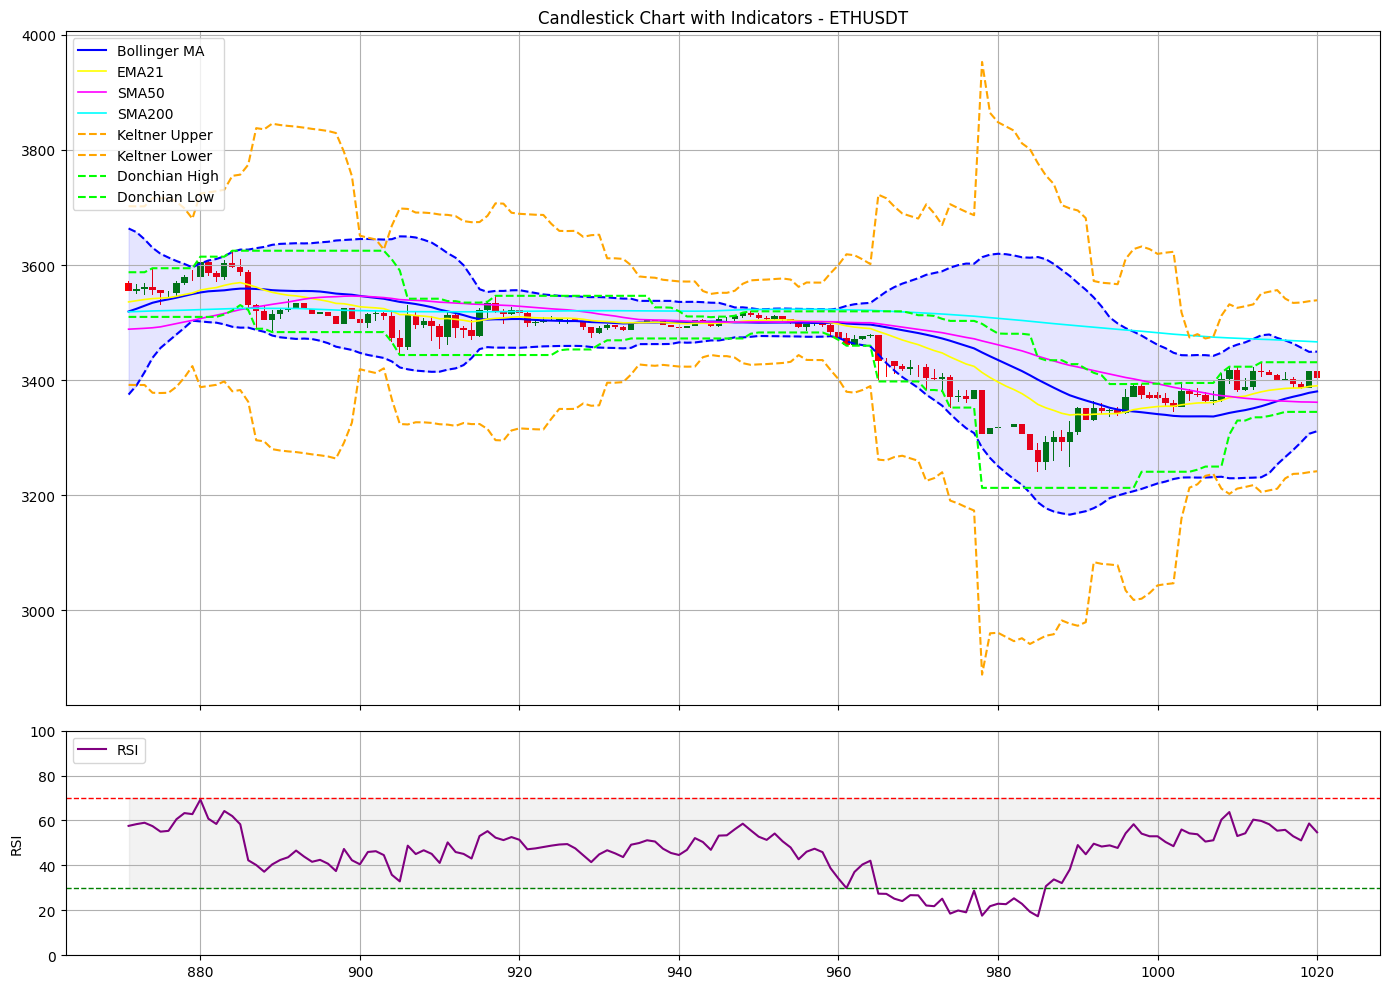 Candlestick Chart with Indicators - ETHUSDT
4000
3800
3600
3400
3200
3000
Bollinger MA
EMA21
SMA50
SMA200
Keltner Upper
Keltner Lower
Donchian High
Donchian Low
100
80
60
40
20
0
RSI
RSI
880 900 920 940 960 980 1000 1020